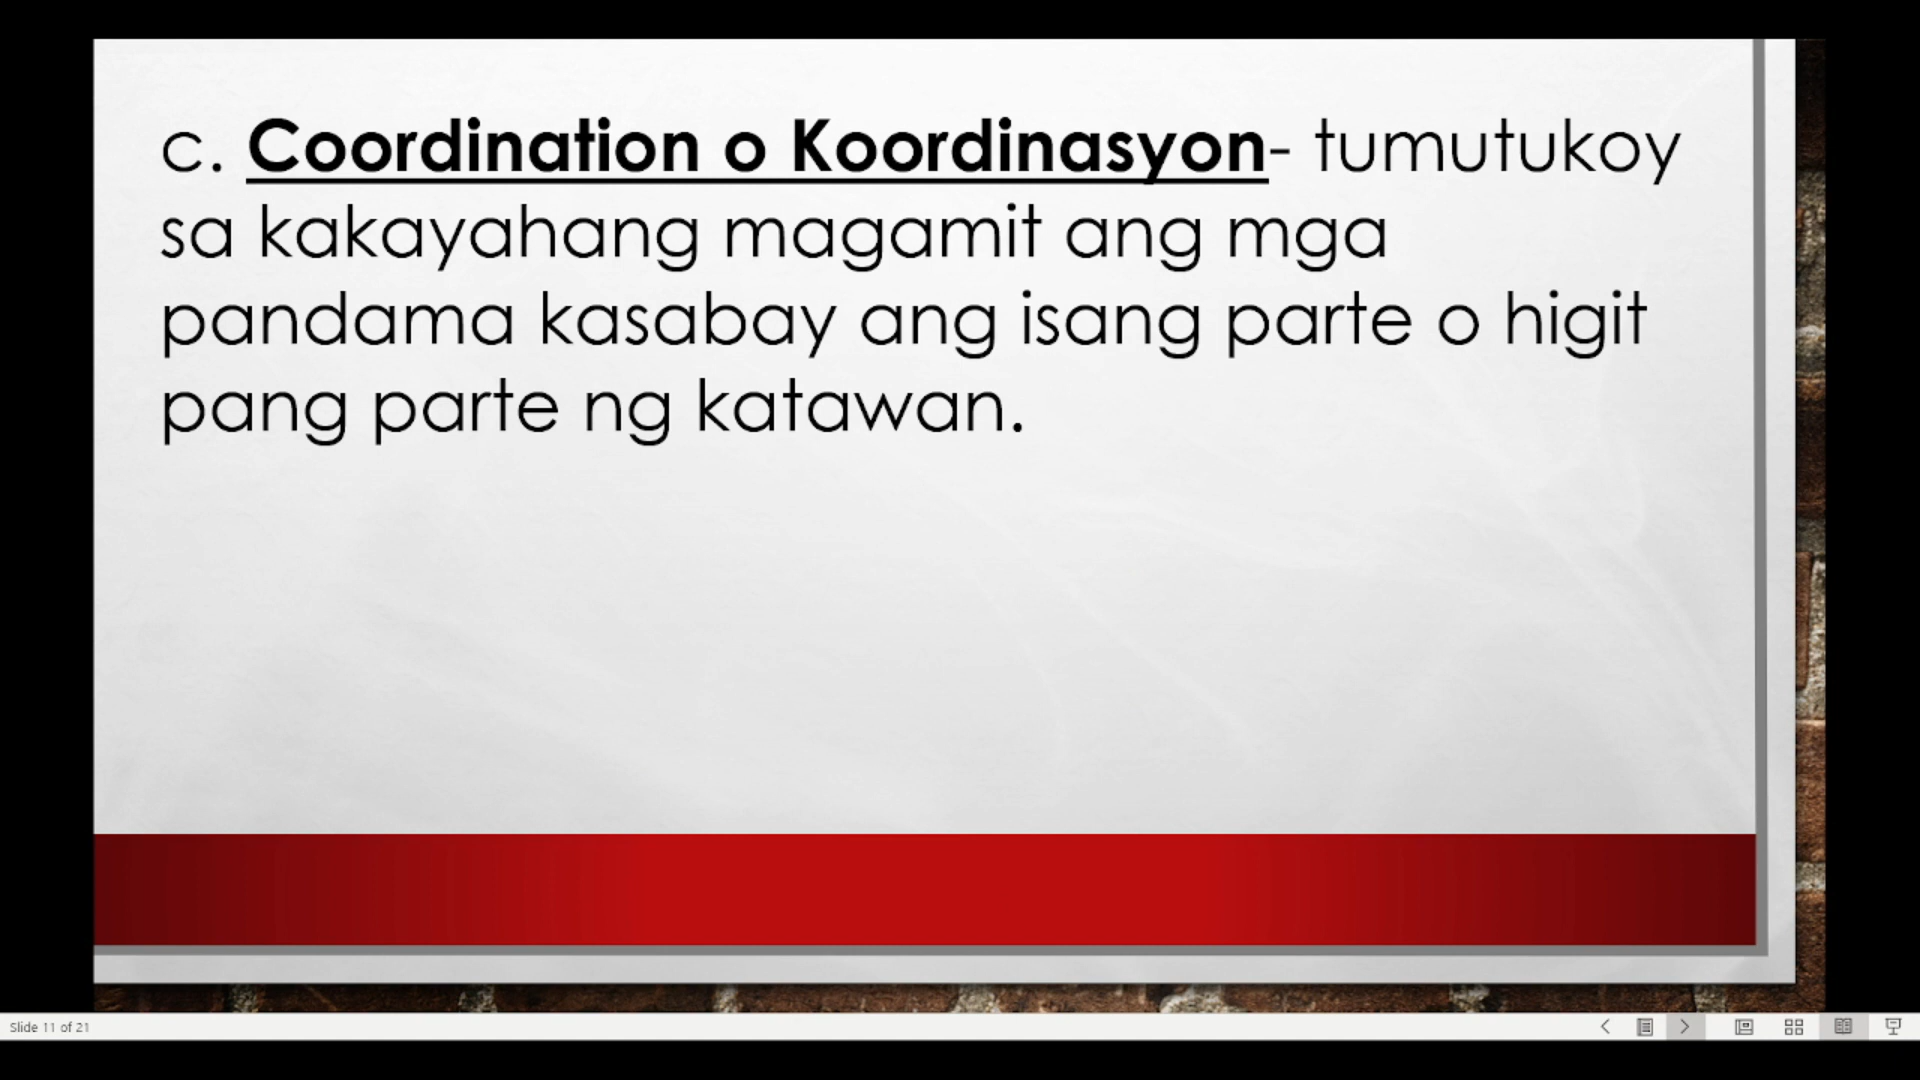 c. Coordination o Koordinasyon- tumutukoy
sa kakayahang magamit ang mga
pandama kasabay ang isang parte o higit
pang parte ng katawan.
Slide 11 of 21